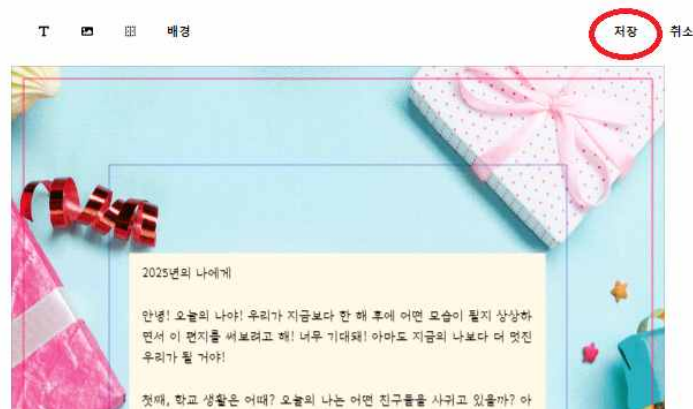 T 배경 저장 취소
2025년의 나에게
안녕! 오늘의 나야! 우리가 지금보다 한 해 후에 어떤 모습이 될지 상상하
면서 이 편지를 써보려고 해! 너무 기대돼! 아마도 지금의 나보다 더 멋진
우리가 될 거야!
첫째, 학교 생활은 어때? 오늘의 나는 어떤 친구들을 사귀고 있을까? 아